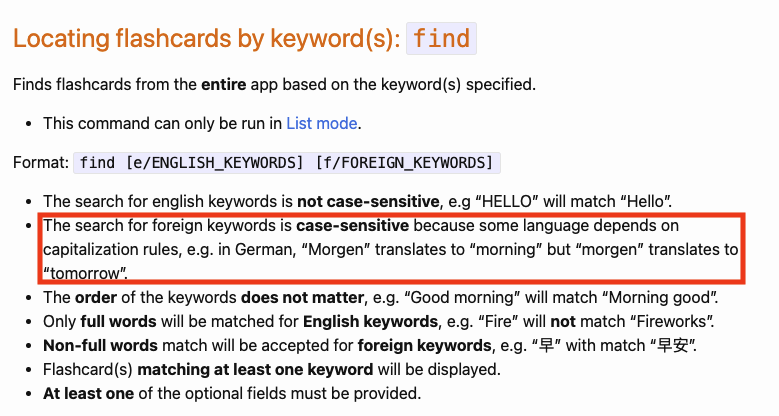 Locating flashcards by keyword(s): find
Finds flashcards from the entire app based on the keyword(s) specified.
• This command can only be run in List mode.
Format: find [e/ENGLISH_KEYWORDS] [f/FOREIGN_KEYWORDS]
• The search for english keywords is not case-sensitive, e.g “HELLO” will match “Hello”.
• The search for foreign keywords is case-sensitive because some language depends on
capitalization rules, e.g. in German, “Morgen” translates to “morning” but “morgen” translates to
“tomorrow”.
• The order of the keywords does not matter, e.g. “Good morning” will match “Morning good”.
• Only full words will be matched for English keywords, e.g. “Fire” will not match “Fireworks”.
• Non-full words match will be accepted for foreign keywords, e.g. “早” with match “早安”.
• Flashcard(s) matching at least one keyword will be displayed.
• At least one of the optional fields must be provided.